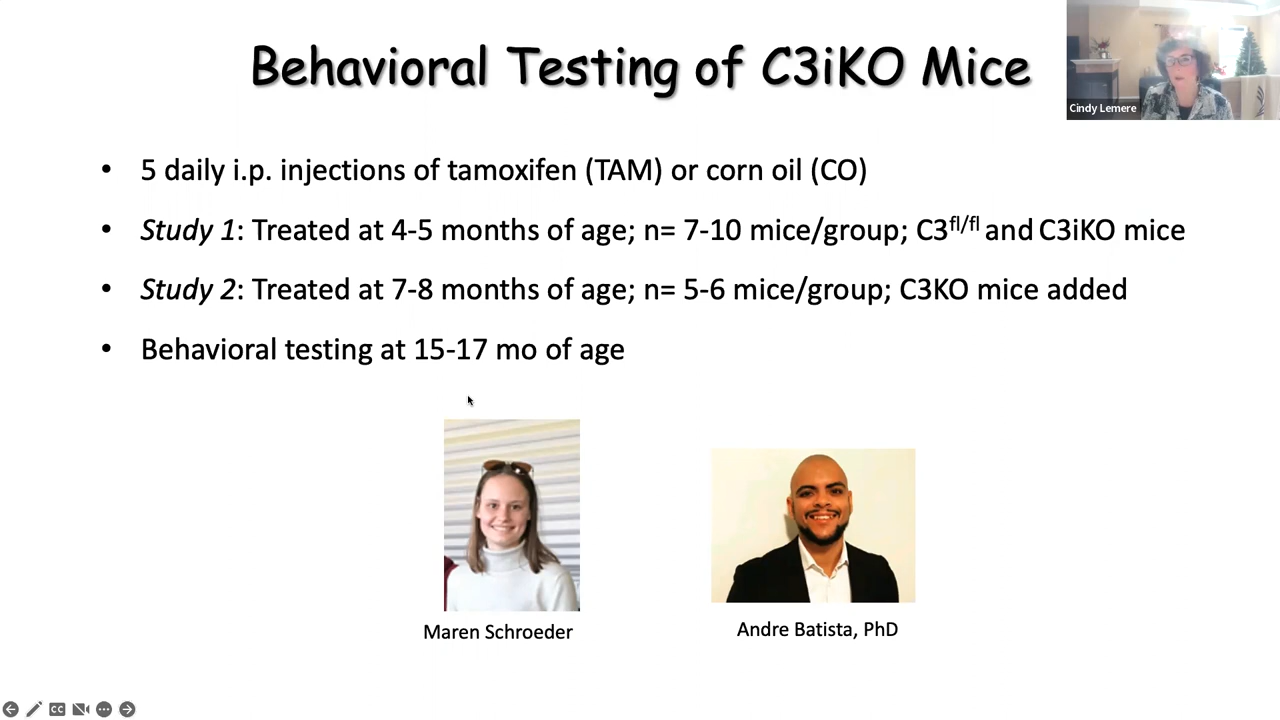 Behavioral Testing of C3iKO Mice
Cindy Lemere
• 5 daily i.p. injections of tamoxifen (TAM) or corn oil (CO)
• Study 1: Treated at 4-5 months of age; n= 7-10 mice/group; C3fl/fl and C3iKO mice
• Study 2: Treated at 7-8 months of age; n= 5-6 mice/group; C3KO mice added
• Behavioral testing at 15-17 mo of age
Maren Schroeder
Andre Batista, PhD
CC